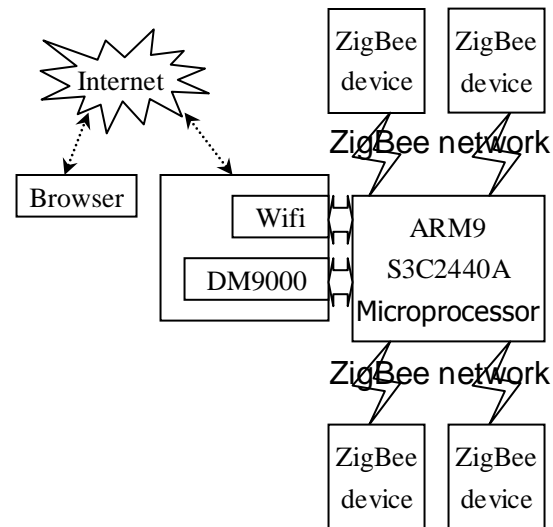 ZigBee
device
ZigBee
device
Internet
ZigBee network
Browser
Wifi
DM9000
ARM9
S3C2440A
Microprocessor
ZigBee network
ZigBee
device
ZigBee
device